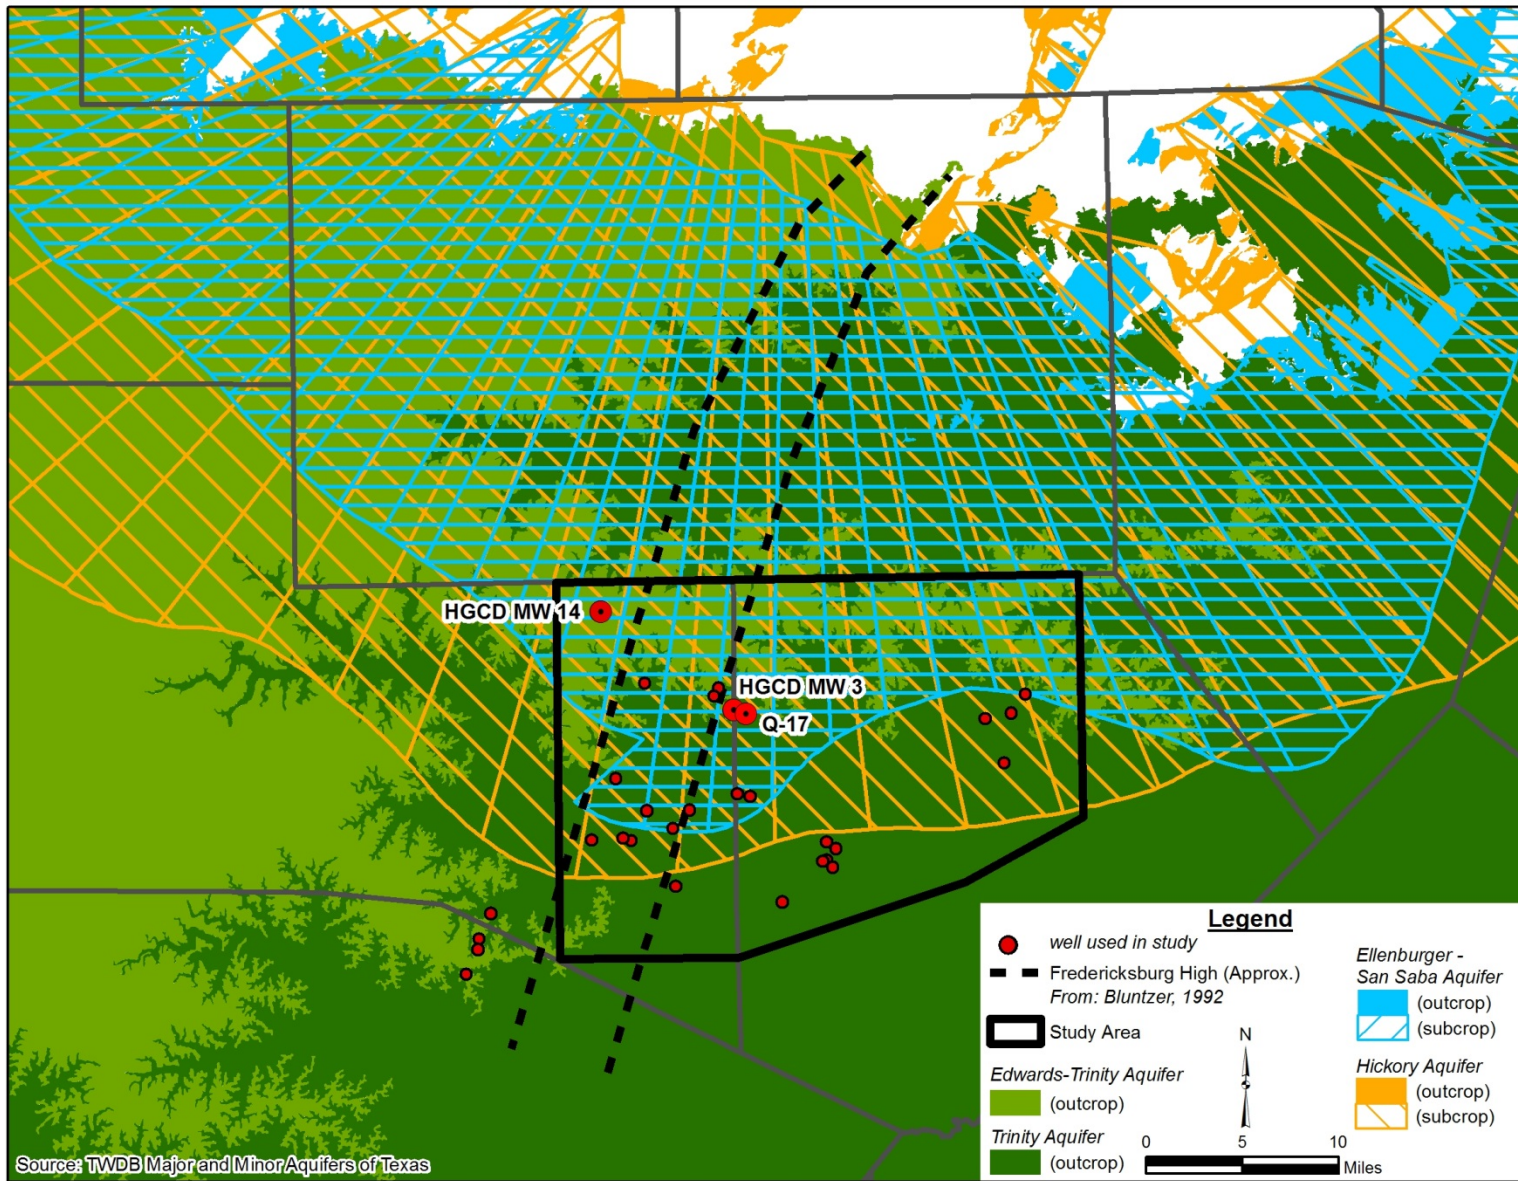 HGCD MW 14
HGCD MW 3
Q-17
Legend
well used in study
Fredericksburg High (Approx.)
From: Bluntzer, 1992
Study Area
Edwards-Trinity Aquifer
(outcrop)
Trinity Aquifer
(outcrop)
Ellenburger -
San Saba Aquifer
(outcrop)
(subcrop)
Hickory Aquifer
(outcrop)
(subcrop)
N
0 5 10
Miles
Source: TWDB Major and Minor Aquifers of Texas